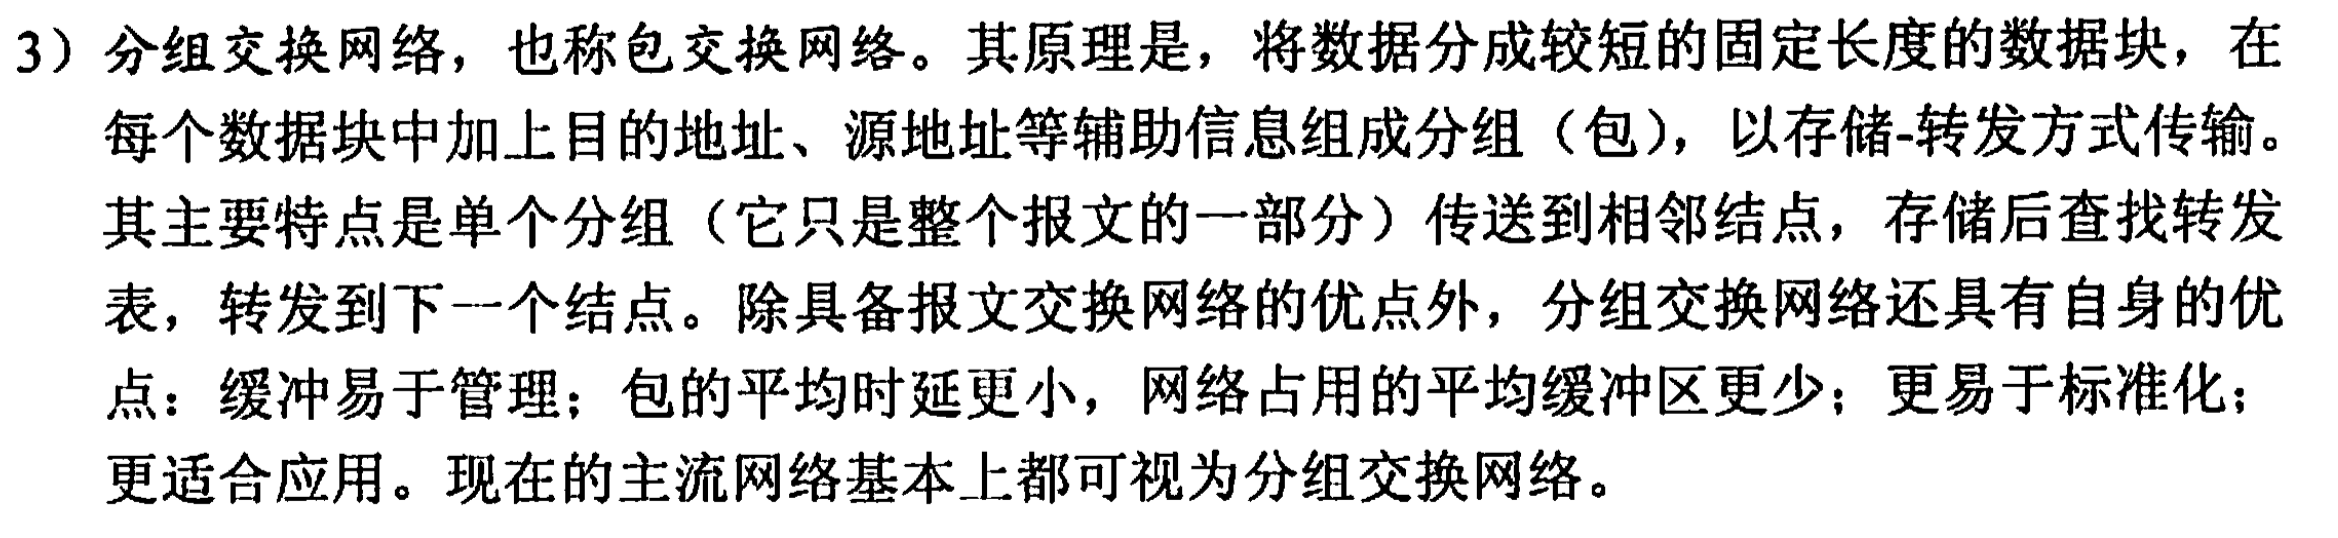 3）分组交换网络，也称包交换网络。其原理是，将数据分成较短的固定长度的数据块，在
每个数据块中加上目的地址、源地址等辅助信息组成分组（包），以存储-转发方式传输。
其主要特点是单个分组（它只是整个报文的一部分）传送到相邻结点，存储后查找转发
表，转发到下一个结点。除具备报文交换网络的优点外，分组交换网络还具有自身的优
点：缓冲易于管理；包的平均时延更小，网络占用的平均缓冲区更少；更易于标准化；
更适合应用。现在的主流网络基本上都可视为分组交换网络。